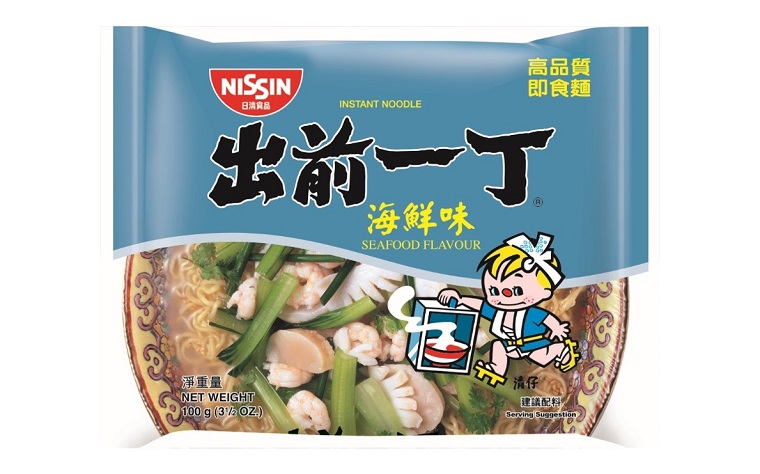 NISSIN
日清食品
INSTANT NOODLE
高品質
即食麵
出前一丁
®
海鮮味
SEAFOOD FLAVOUR
清仔
淨重量
NET WEIGHT
100 g (3 1/2 OZ.)
建議配料
Serving Suggestion